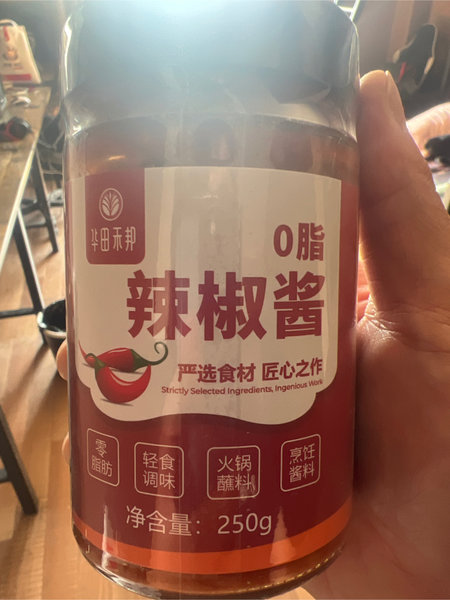 华田禾邦
0脂
辣椒酱
严选食材 匠心之作
Strictly Selected Ingredients, Ingenious Work
零脂肪
轻食调味
火锅蘸料
烹饪酱料
净含量：250g